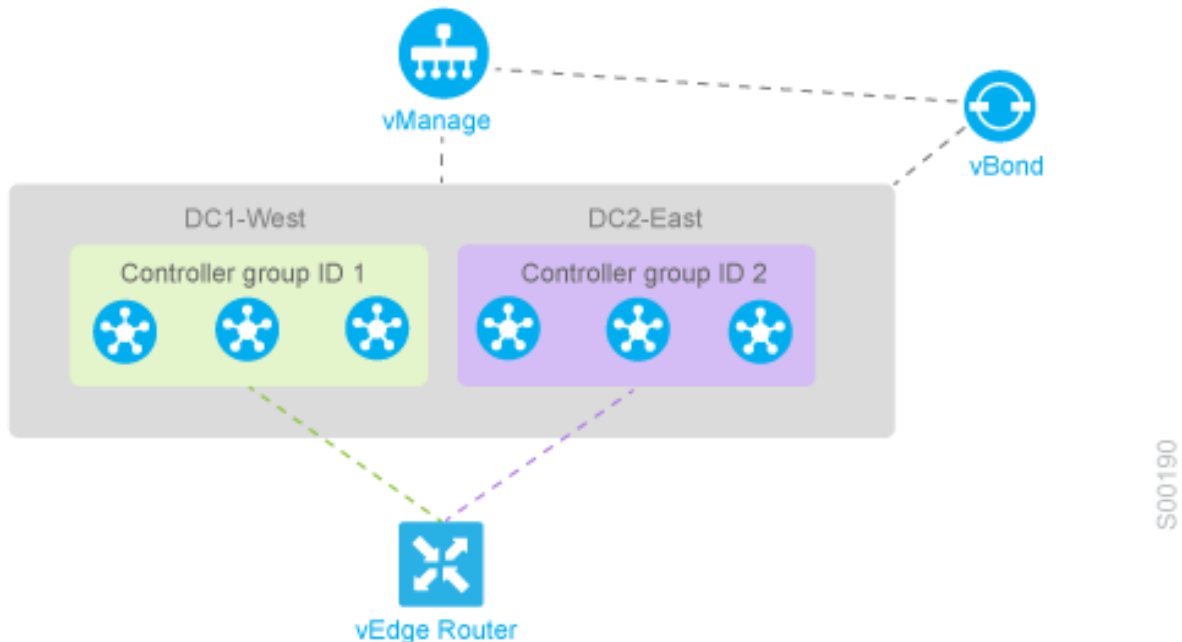 vManage
vBond
DC1-West
DC2-East
Controller group ID 1
Controller group ID 2
vEdge Router
S00190